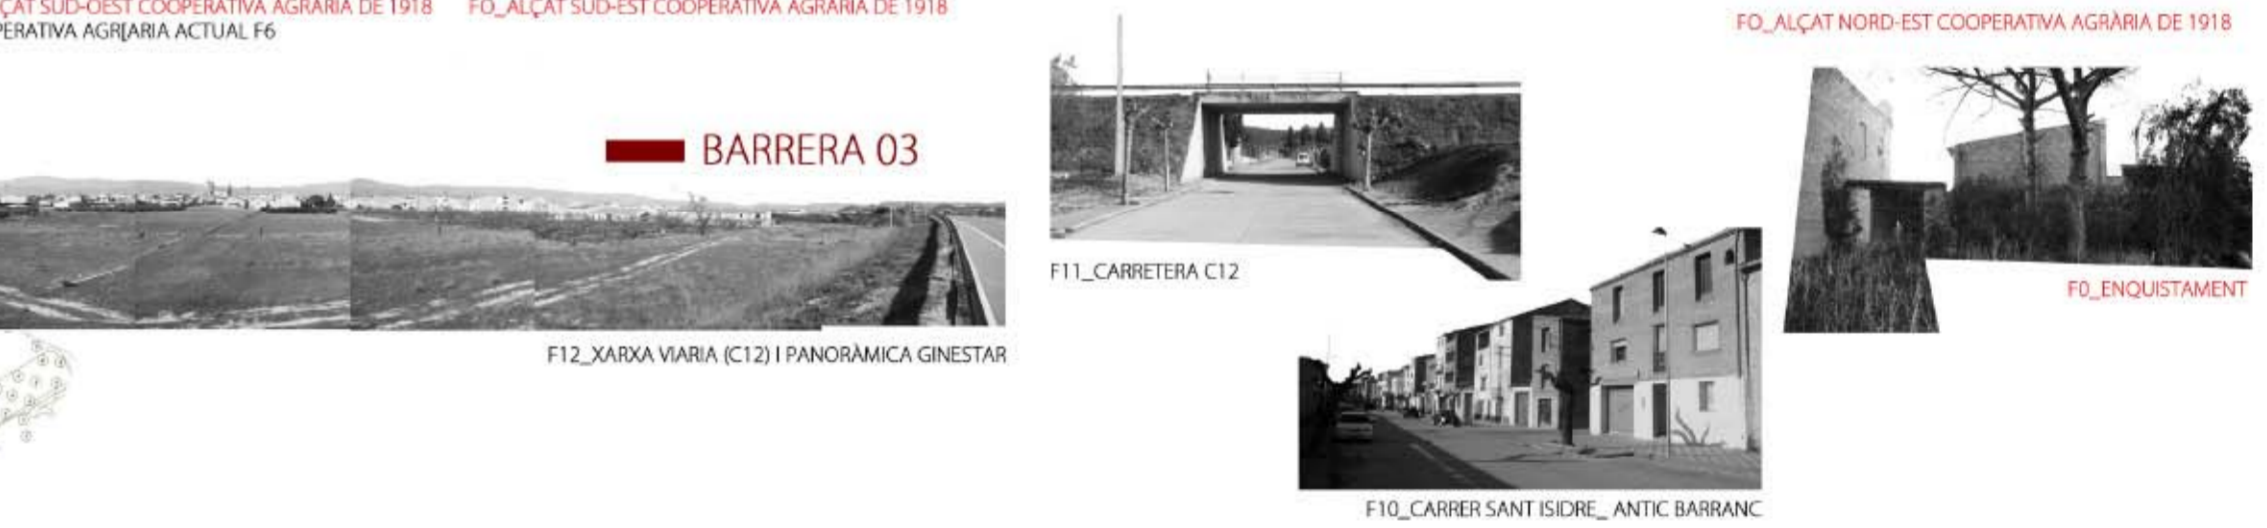 ÇAT SUD-OEST COOPERATIVA AGRÀRIA DE 1918
FO_ALÇAT SUD-EST COOPERATIVA AGRÀRIA DE 1918
PERATIVA AGR[ARIA ACTUAL F6
FO_ALÇAT NORD-EST COOPERATIVA AGRÀRIA DE 1918
BARRERA 03
F11_CARRETERA C12
F0_ENQUISTAMENT
F12_XARXA VIARIA (C12) I PANORÀMICA GINESTAR
F10_CARRER SANT ISIDRE_ ANTIC BARRANC